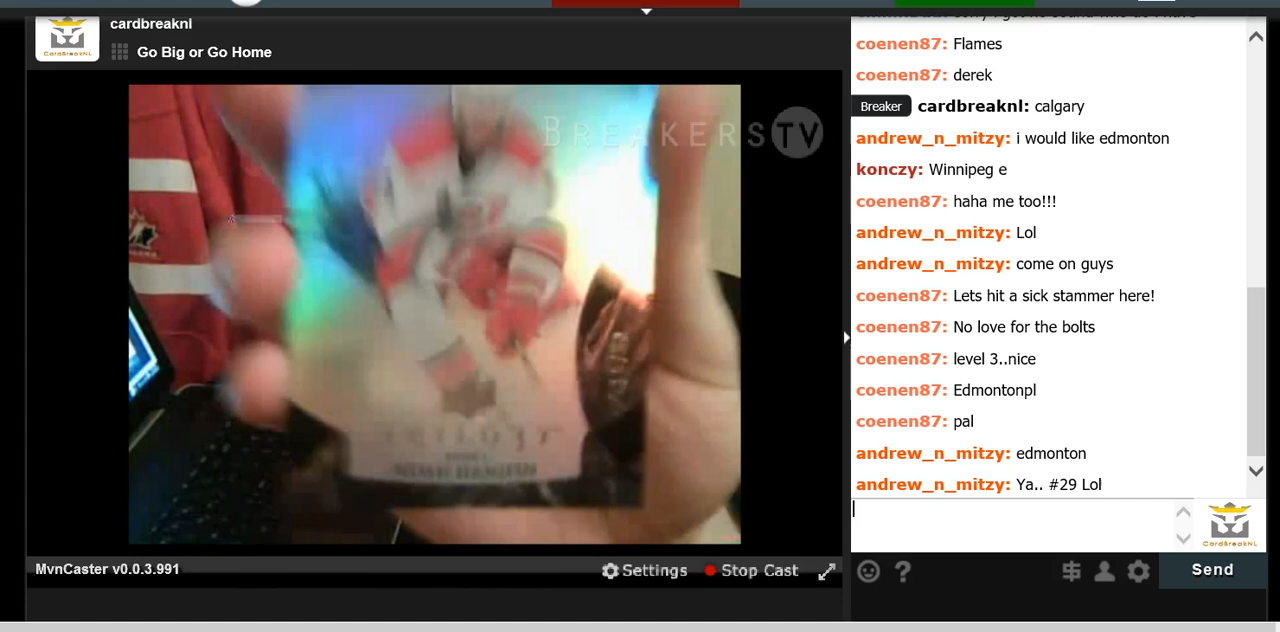 cardbreaknl
CardBreakNL
Go Big or Go Home
BREAKERSTV
coenen87: Flames
coenen87: derek
Breaker cardbreaknl: calgary
andrew_n_mitzy: i would like edmonton
konczy: Winnipeg e
coenen87: haha me too!!!
andrew_n_mitzy: Lol
andrew_n_mitzy: come on guys
coenen87: Lets hit a sick stammer here!
coenen87: No love for the bolts
coenen87: level 3..nice
coenen87: Edmontonpl
coenen87: pal
andrew_n_mitzy: edmonton
andrew_n_mitzy: Ya.. #29 Lol
CardBreakNL
MvnCaster v0.0.3.991
Settings
Stop Cast
Send